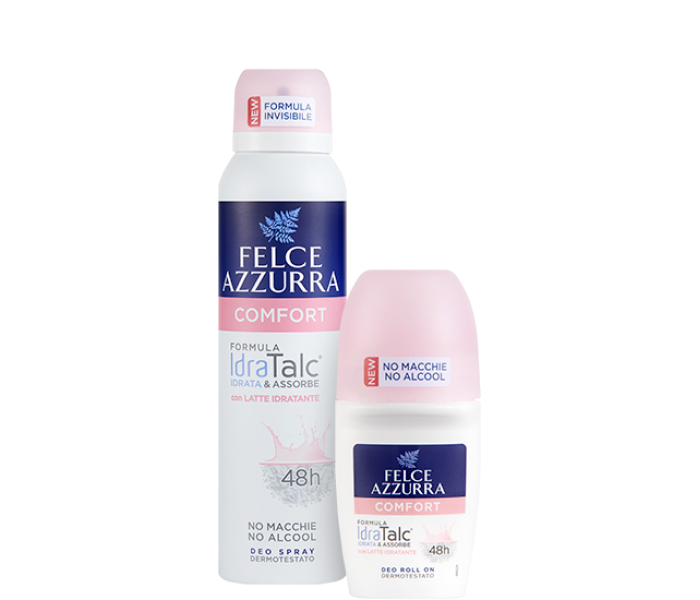 NEW
FORMULA
INVISIBILE
FELCE
AZZURRA
COMFORT
FORMULA
IdraTalc®
IDRATA & ASSORBE
con LATTE IDRATANTE
48h
NO MACCHIE
NO ALCOOL
DEO SPRAY
DERMOTESTATO
NEW
NO MACCHIE
NO ALCOOL
FELCE
AZZURRA
COMFORT
FORMULA
IdraTalc®
IDRATA & ASSORBE
con LATTE IDRATANTE
48h
DEO ROLL ON
DERMOTESTATO